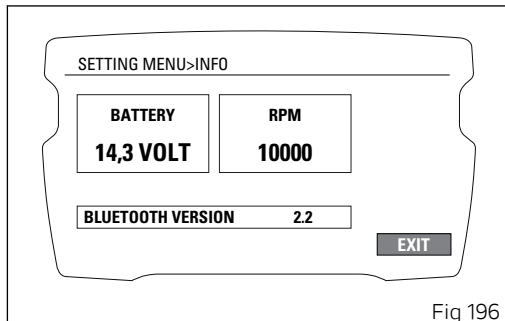 SETTING MENU>INFO
BATTERY
14,3 VOLT
RPM
10000
BLUETOOTH VERSION 2.2
EXIT
Fig 196